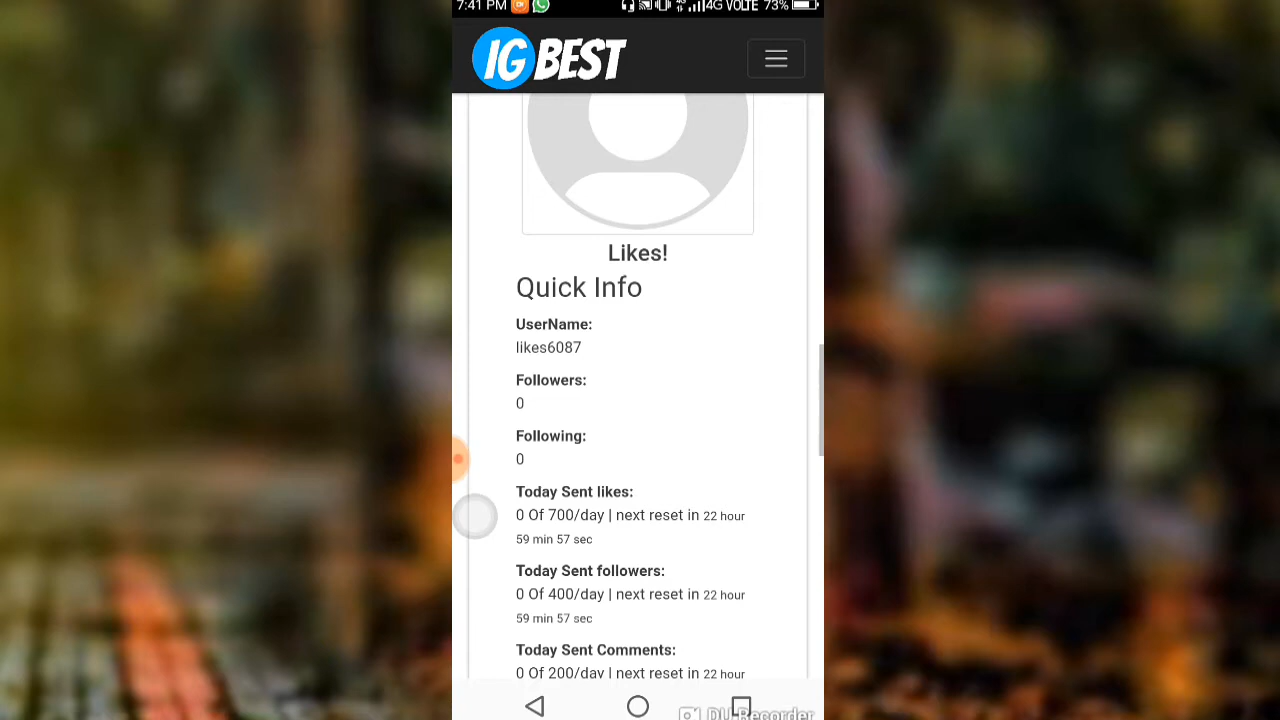 7:41 PM 4G VOLTE 73%
IG BEST
Likes!
Quick Info
UserName:
likes6087
Followers:
0
Following:
0
Today Sent likes:
0 Of 700/day | next reset in 22 hour
59 min 57 sec
Today Sent followers:
0 Of 400/day | next reset in 22 hour
59 min 57 sec
Today Sent Comments:
0 Of 200/day | next reset in 22 hour
DU Recorder